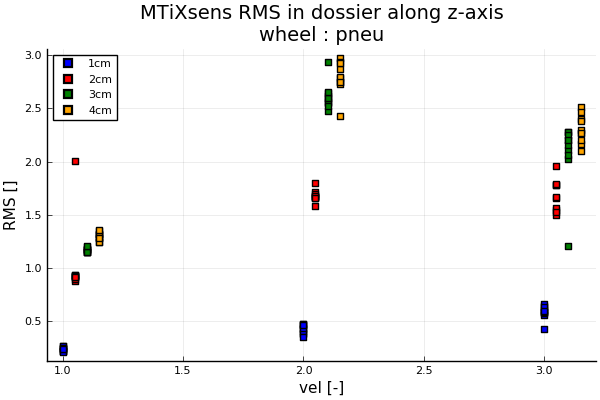 MTiXsens RMS in dossier along z-axis
wheel : pneu
1cm
2cm
3cm
4cm
3.0
2.5
2.0
1.5
1.0
0.5
RMS []
1.0
1.5
2.0
2.5
3.0
vel [-]